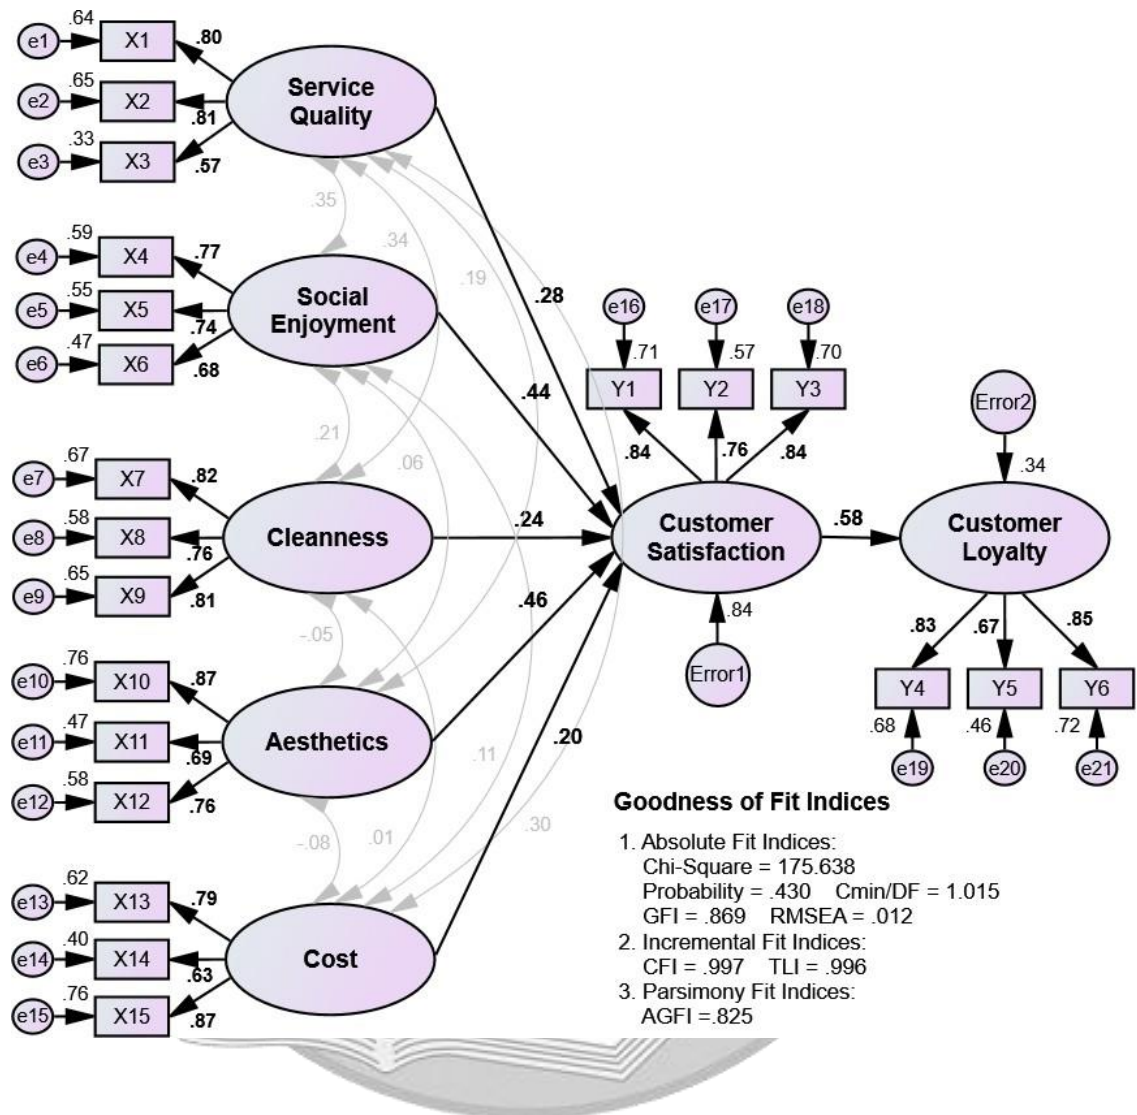 .64
e1
X1
.80
.65
e2
X2
.81
.33
e3
X3
.57
Service
Quality
.35
.34
.19
.59
e4
X4
.77
.55
e5
X5
.74
.47
e6
X6
.68
Social
Enjoyment
.28
.44
.21
.06
.67
e7
X7
.82
.58
e8
X8
.76
.65
e9
X9
.81
Cleanness
.24
.46
-.05
.76
e10
X10
.87
.47
e11
X11
.69
.58
e12
X12
.76
Aesthetics
.20
.11
.30
-.08
.01
.62
e13
X13
.79
.40
e14
X14
.63
.76
e15
X15
.87
Cost
e16
e17
e18
.71
.57
.70
Y1
Y2
Y3
.84
.76
.84
Customer
Satisfaction
.84
Error1
.58
Error2
.34
Customer
Loyalty
.83
.67
.85
Y4
Y5
Y6
.68
.46
.72
e19
e20
e21
Goodness of Fit Indices
1. Absolute Fit Indices:
Chi-Square = 175.638
Probability = .430 Cmin/DF = 1.015
GFI = .869 RMSEA = .012
2. Incremental Fit Indices:
CFI = .997 TLI = .996
3. Parsimony Fit Indices:
AGFI =.825